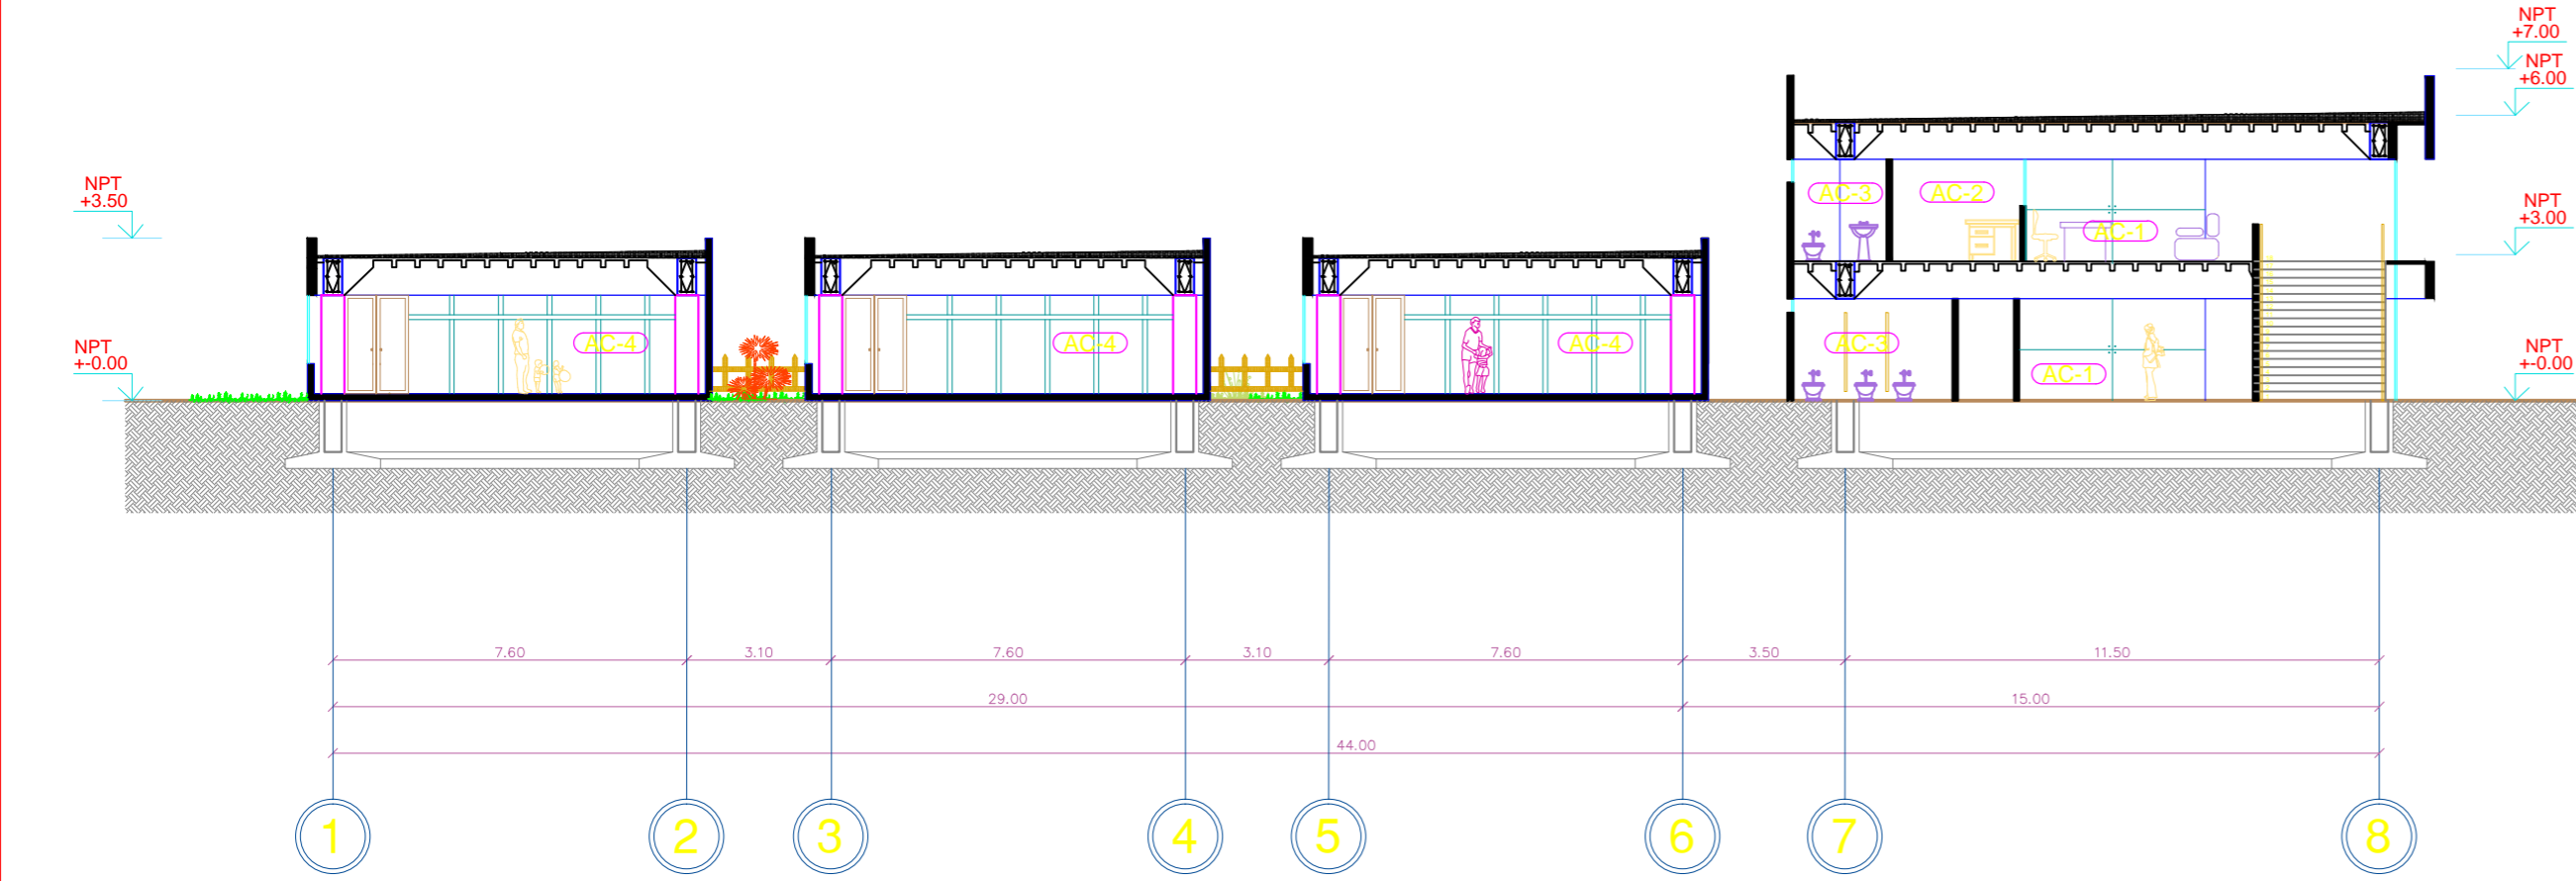 NPT
+7.00
NPT
+6.00
NPT
+3.50
NPT
+3.00
NPT
+-0.00
NPT
+-0.00
AC-3
AC-2
AC-1
AC-4
AC-4
AC-4
AC-3
AC-1
7.60
3.10
7.60
3.10
7.60
3.50
11.50
29.00
15.00
44.00
1
2
3
4
5
6
7
8